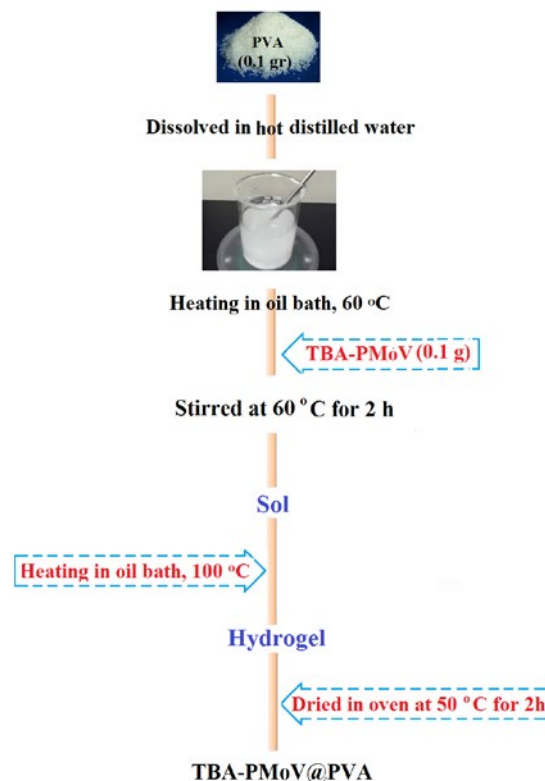 PVA
(0.1 gr)
Dissolved in hot distilled water
Heating in oil bath, 60 °C
TBA-PMoV (0.1 g)
Stirred at 60 °C for 2 h
Sol
Heating in oil bath, 100 °C
Hydrogel
Dried in oven at 50 °C for 2h
TBA-PMoV@PVA